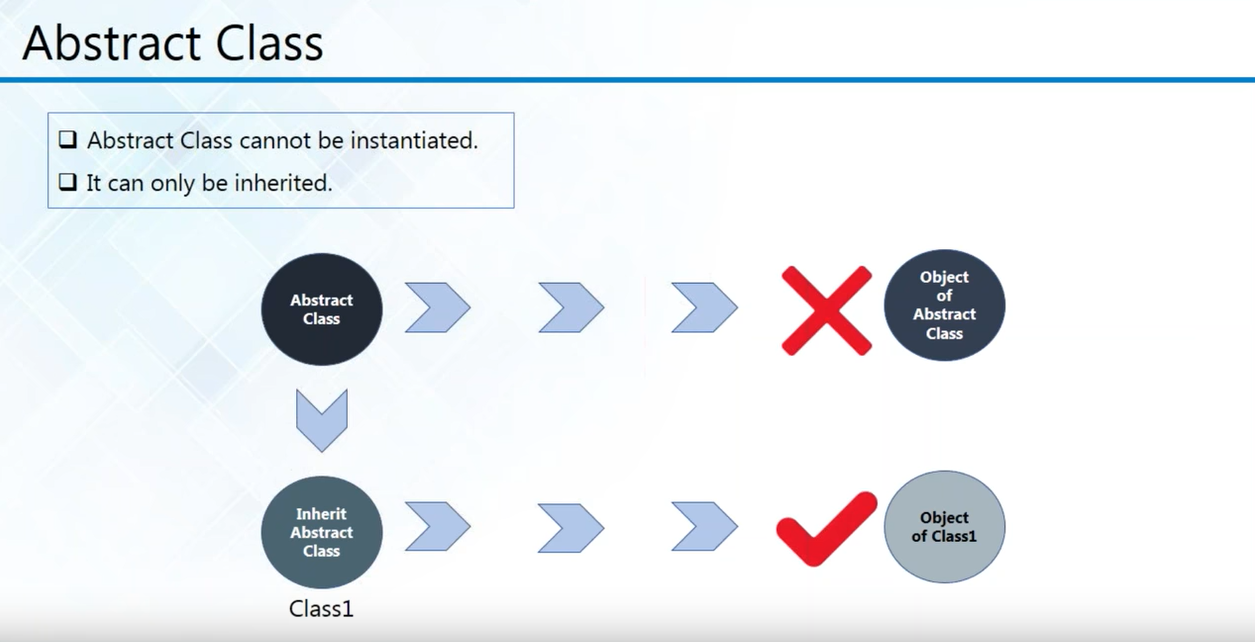 Abstract Class
❑ Abstract Class cannot be instantiated.
❑ It can only be inherited.
Abstract
Class
Object
of
Abstract
Class
Inherit
Abstract
Class
Object
of Class1
Class1